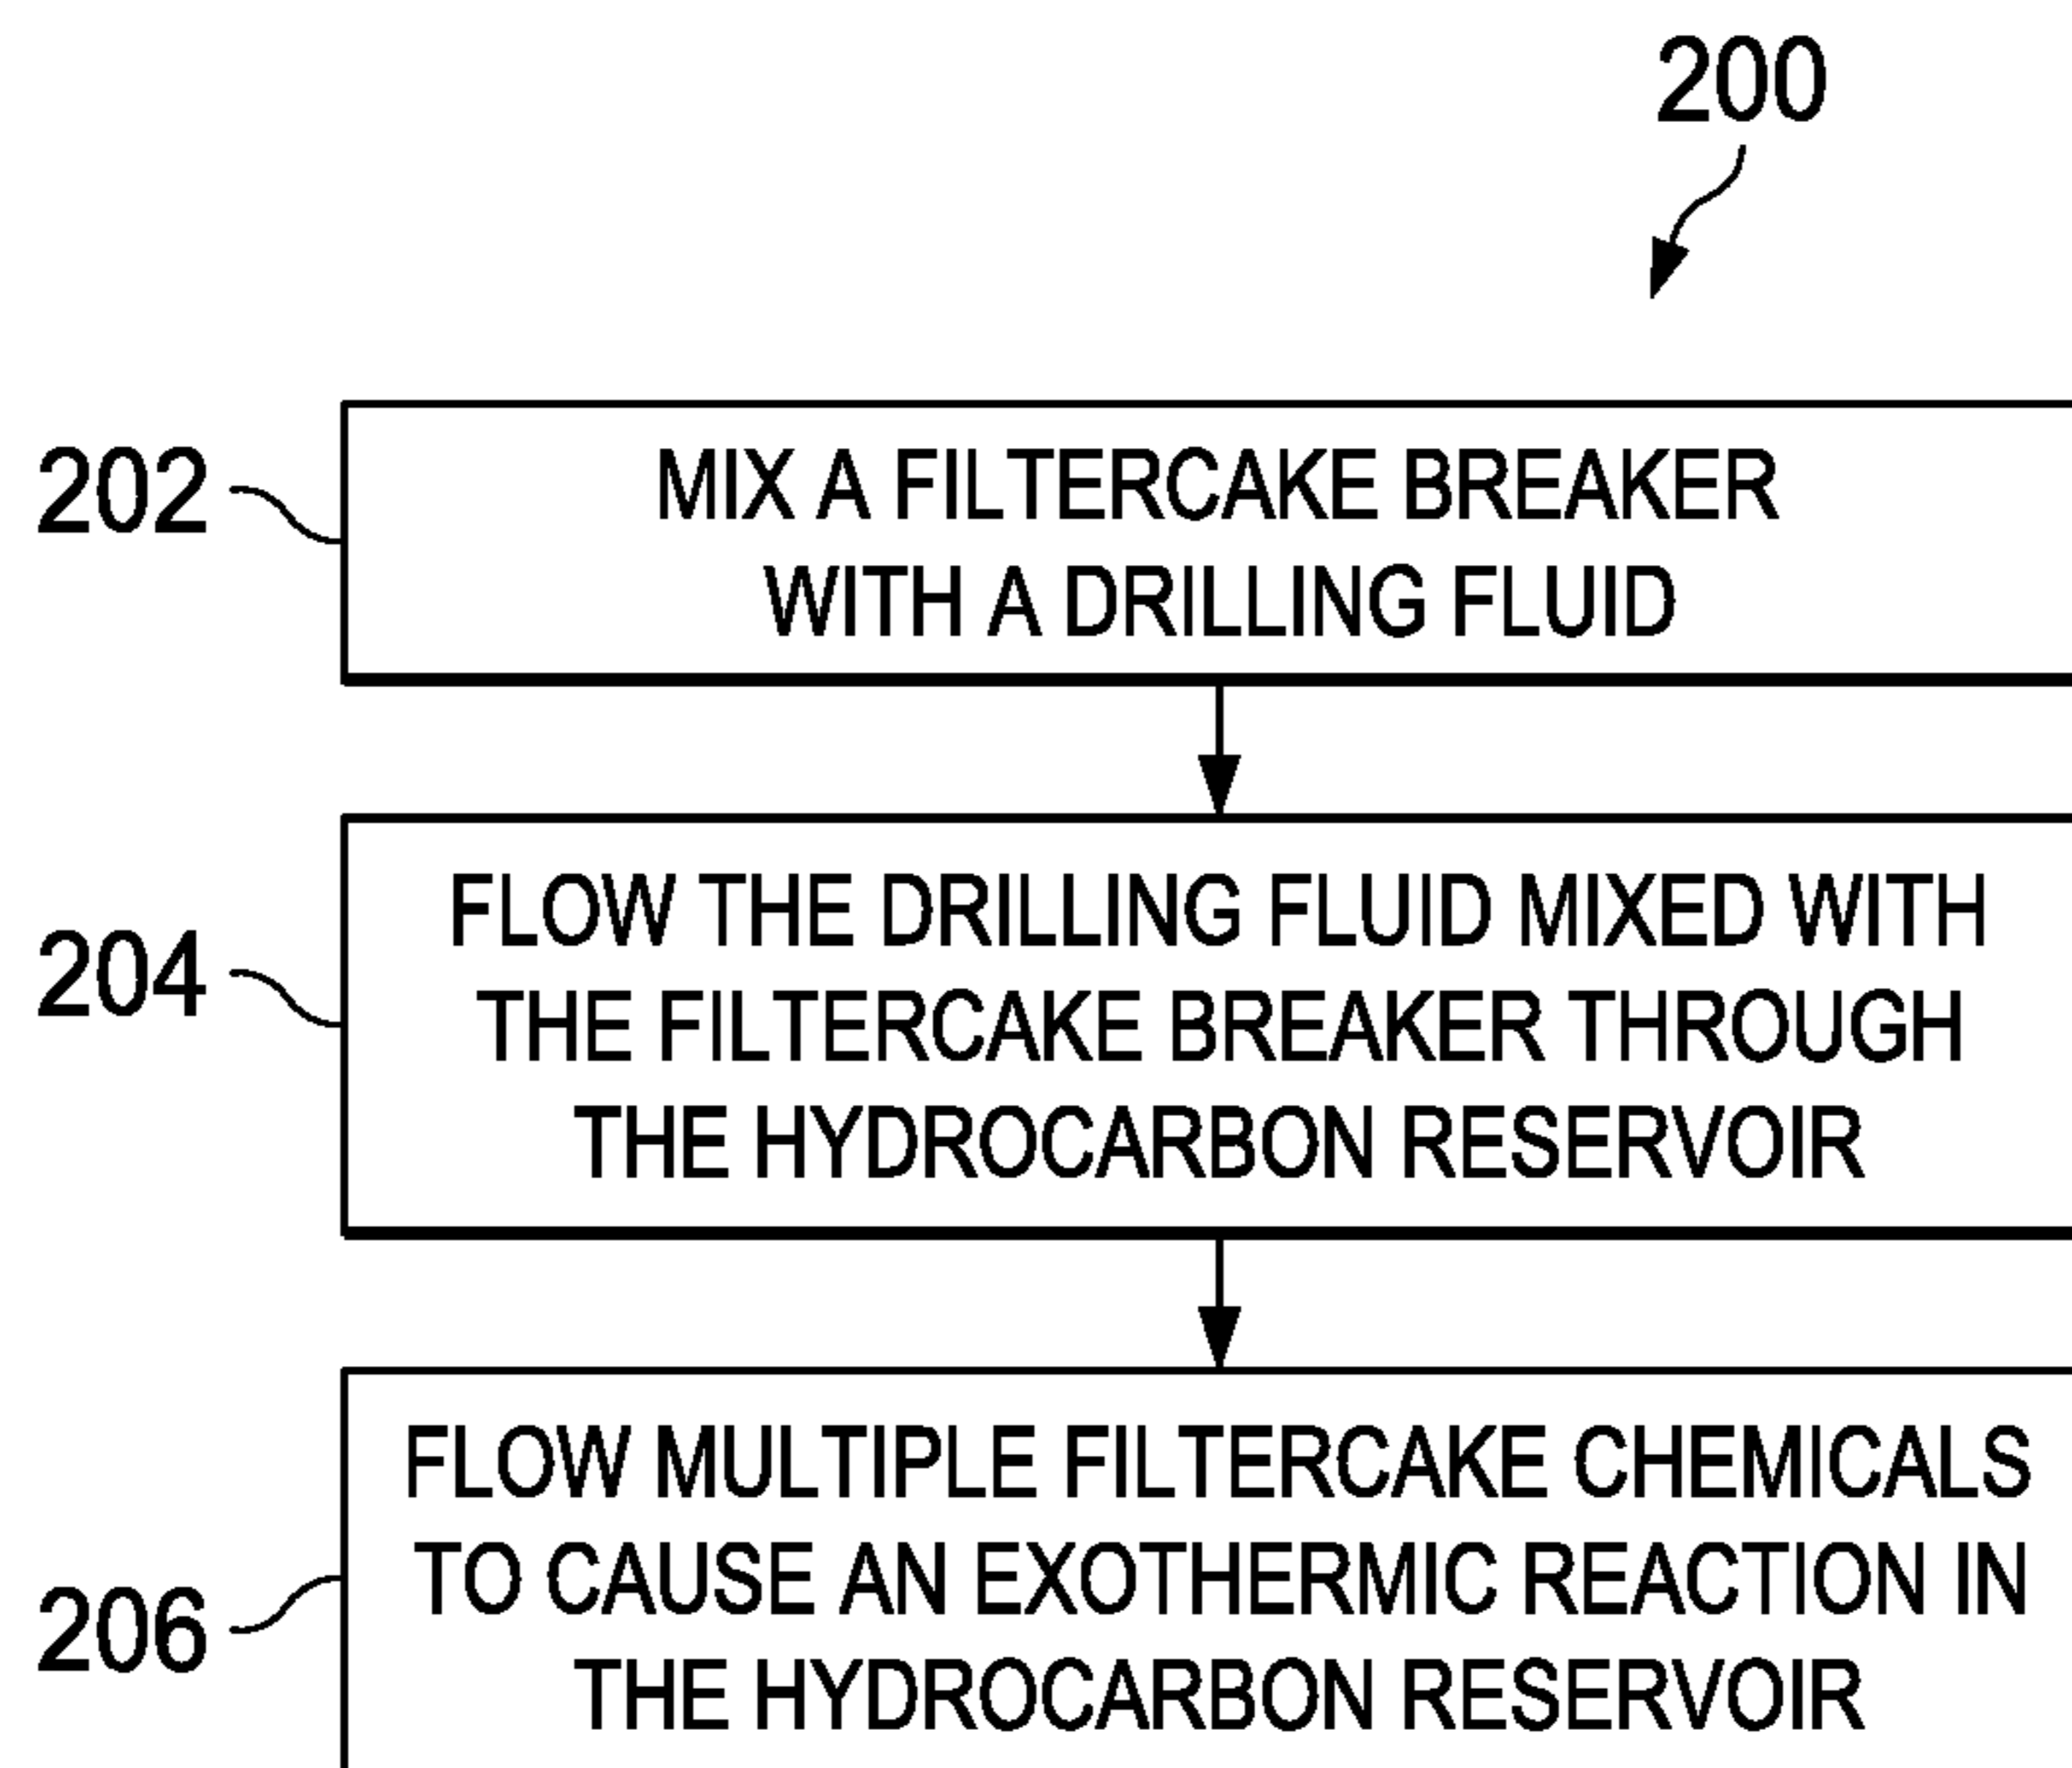 200
202
MIX A FILTERCAKE BREAKER
WITH A DRILLING FLUID
204
FLOW THE DRILLING FLUID MIXED WITH
THE FILTERCAKE BREAKER THROUGH
THE HYDROCARBON RESERVOIR
206
FLOW MULTIPLE FILTERCAKE CHEMICALS
TO CAUSE AN EXOTHERMIC REACTION IN
THE HYDROCARBON RESERVOIR